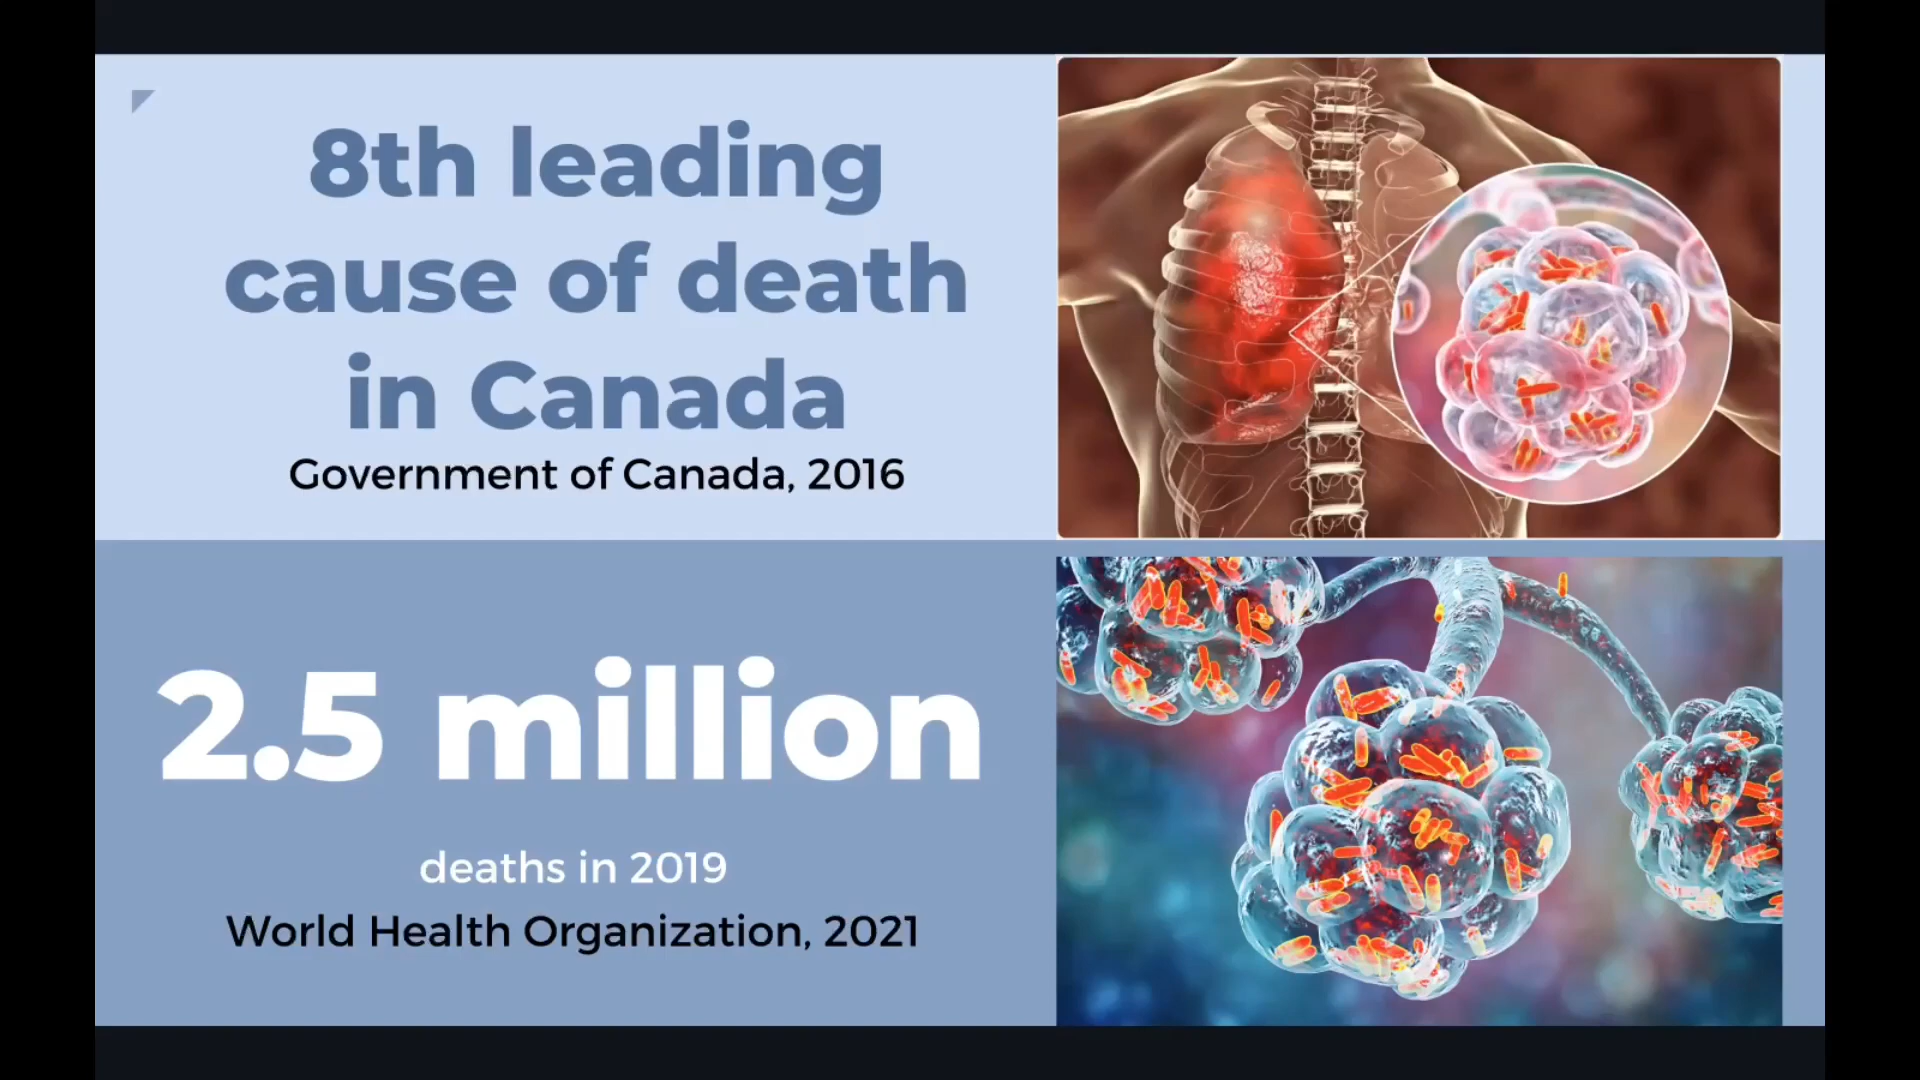 8th leading
cause of death
in Canada
Government of Canada, 2016
2.5 million
deaths in 2019
World Health Organization, 2021